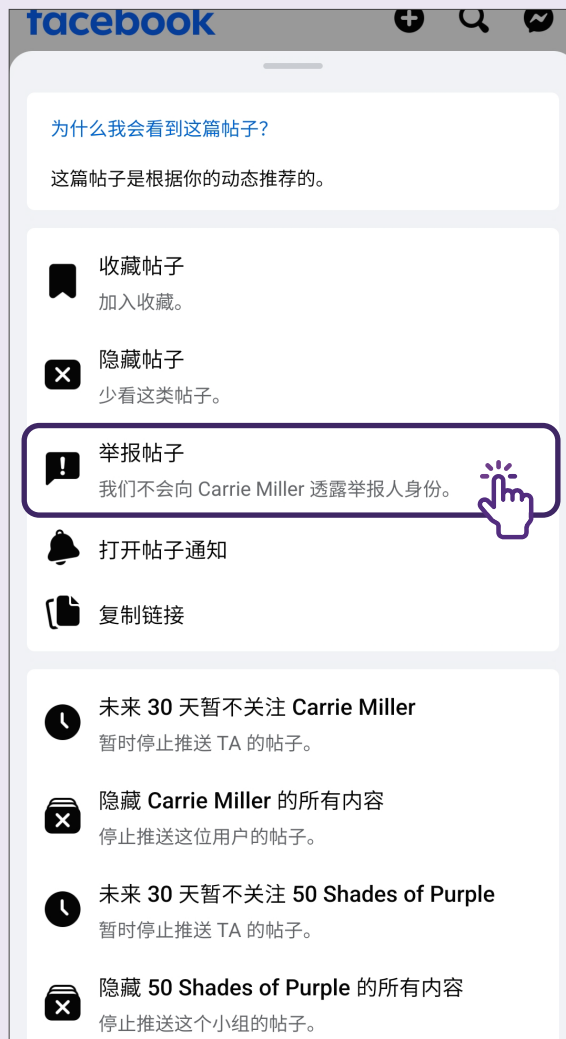 facebook
为什么我会看到这篇帖子？
这篇帖子是根据你的动态推荐的。
收藏帖子
加入收藏。
隐藏帖子
少看这类帖子。
举报帖子
我们不会向 Carrie Miller 透露举报人身份。
打开帖子通知
复制链接
未来 30 天暂不关注 Carrie Miller
暂时停止推送 TA 的帖子。
隐藏 Carrie Miller 的所有内容
停止推送这位用户的帖子。
未来 30 天暂不关注 50 Shades of Purple
暂时停止推送 TA 的帖子。
隐藏 50 Shades of Purple 的所有内容
停止推送这个小组的帖子。